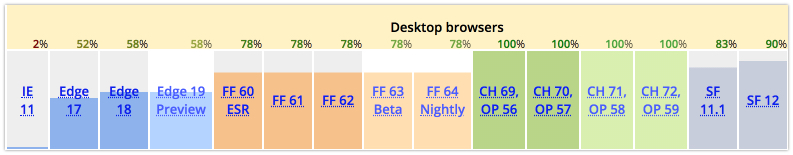 Desktop browsers
2% 52% 58% 58% 78% 78% 78% 78% 78% 100% 100% 100% 100% 83% 90%
IE 11 Edge 17 Edge 18 Edge 19 Preview FF 60 ESR FF 61 FF 62 FF 63 Beta FF 64 Nightly CH 69, OP 56 CH 70, OP 57 CH 71, OP 58 CH 72, OP 59 SF 11.1 SF 12